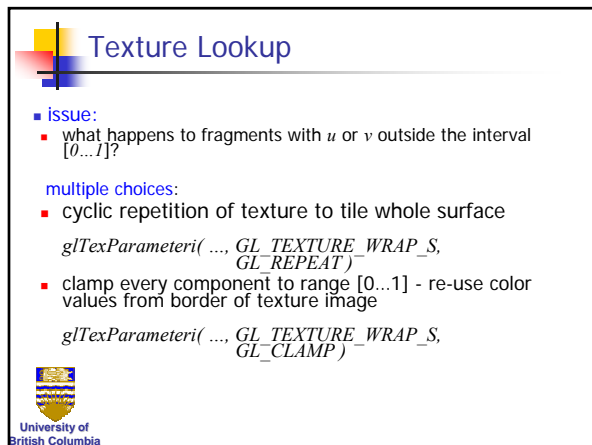 Texture Lookup
issue:
what happens to fragments with u or v outside the interval
[0...1]?
multiple choices:
cyclic repetition of texture to tile whole surface
glTexParameteri( ..., GL_TEXTURE_WRAP_S,
GL_REPEAT )
clamp every component to range [0...1] - re-use color
values from border of texture image
glTexParameteri( ..., GL_TEXTURE_WRAP_S,
GL_CLAMP )
University of
British Columbia